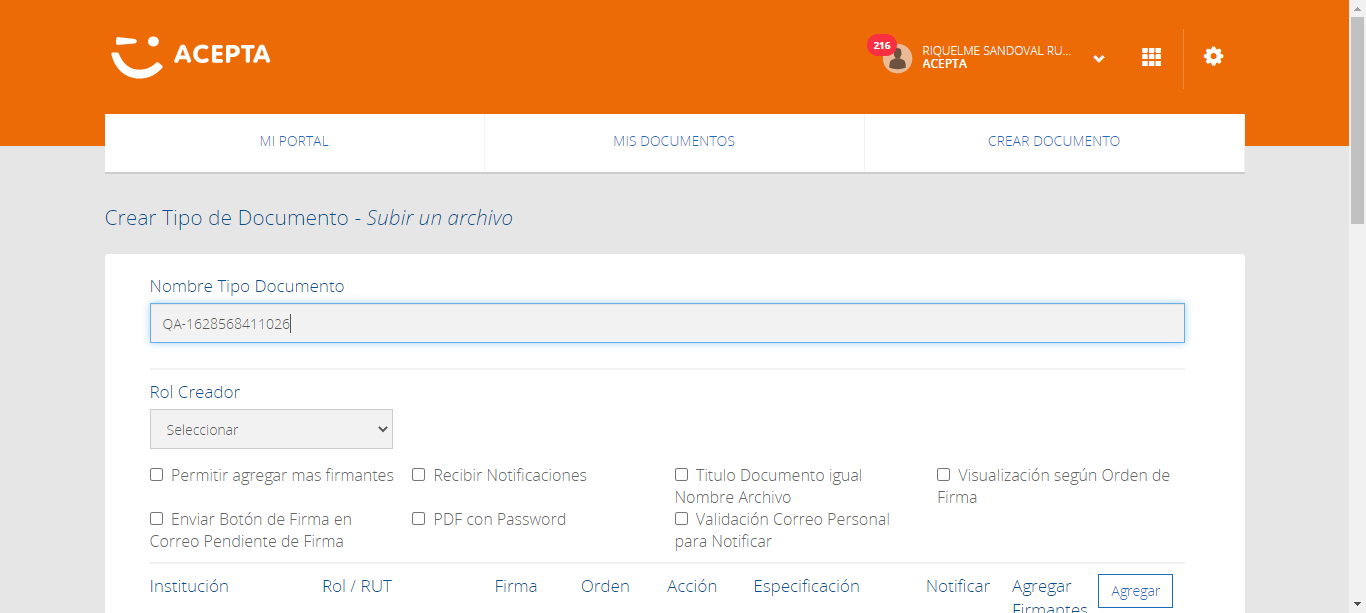 ACEPTA
216
RIQUELME SANDOVAL RU...
ACEPTA
MI PORTAL
MIS DOCUMENTOS
CREAR DOCUMENTO
Crear Tipo de Documento - Subir un archivo
Nombre Tipo Documento
QA-1628568411026
Rol Creador
Seleccionar
Permitir agregar mas firmantes
Recibir Notificaciones
Titulo Documento igual
Nombre Archivo
Visualización según Orden de
Firma
Enviar Botón de Firma en
Correo Pendiente de Firma
PDF con Password
Validación Correo Personal
para Notificar
Institución
Rol / RUT
Firma
Orden
Acción
Especificación
Notificar
Agregar
Firmantes
Agregar